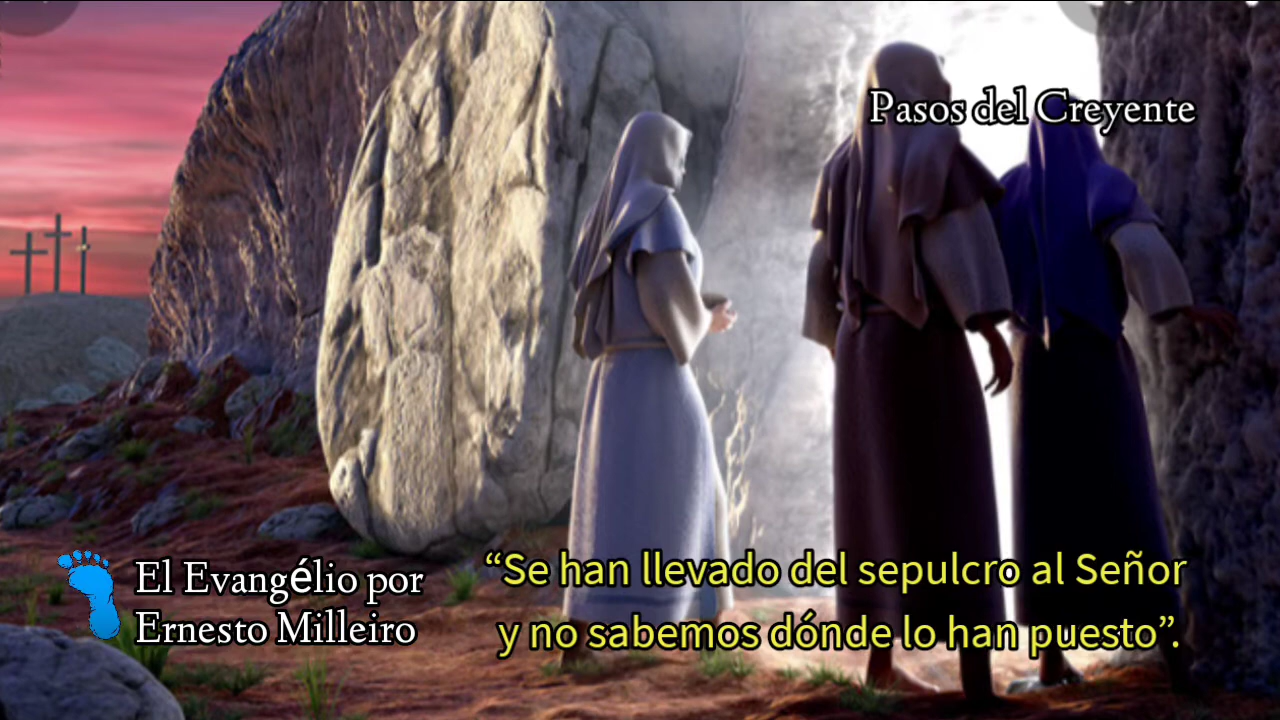 Pasos del Creyente
El Evangélio por
Ernesto Milleiro
“Se han llevado del sepulcro al Señor
y no sabemos dónde lo han puesto”.